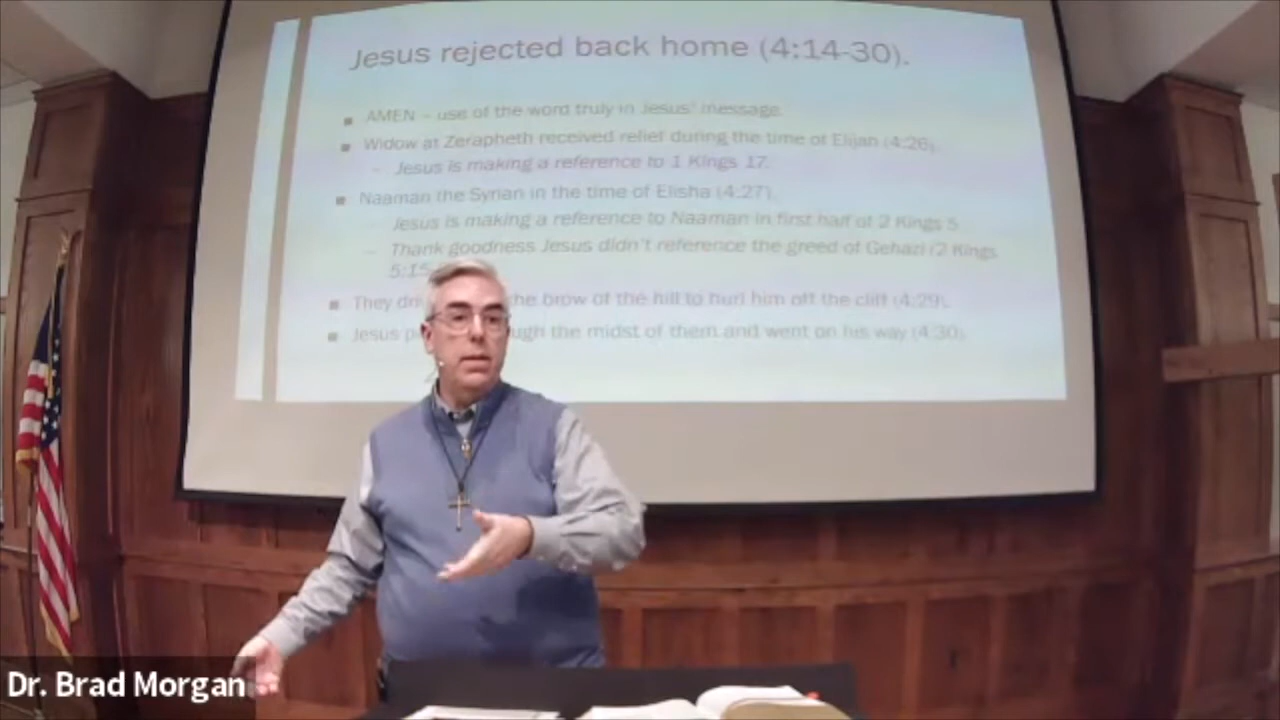 Jesus rejected back home (4:14-30).
AMEN – use of the word truly in Jesus' message.
Widow at Zerapheth received relief during the time of Elijah (4:26).
– Jesus is making a reference to 1 Kings 17.
Naaman the Syrian in the time of Elisha (4:27).
– Jesus is making a reference to Naaman in first half of 2 Kings 5
– Thank goodness Jesus didn't reference the greed of Gehazi (2 Kings
5:15
They the brow of the hill to hurl him off the cliff (4:29).
Jesus the midst of them and went on his way (4:30).
Dr. Brad Morgan